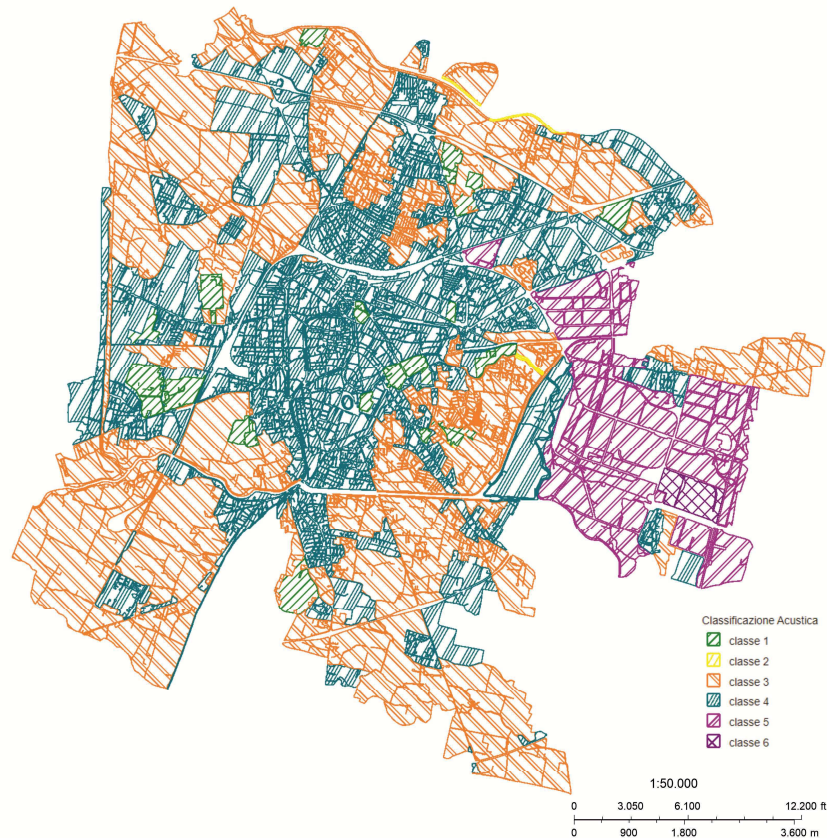 Classificazione Acustica
classe 1
classe 2
classe 3
classe 4
classe 5
classe 6
1:50.000
0 3.050 6.100 12.200 ft
0 900 1.800 3.600 m